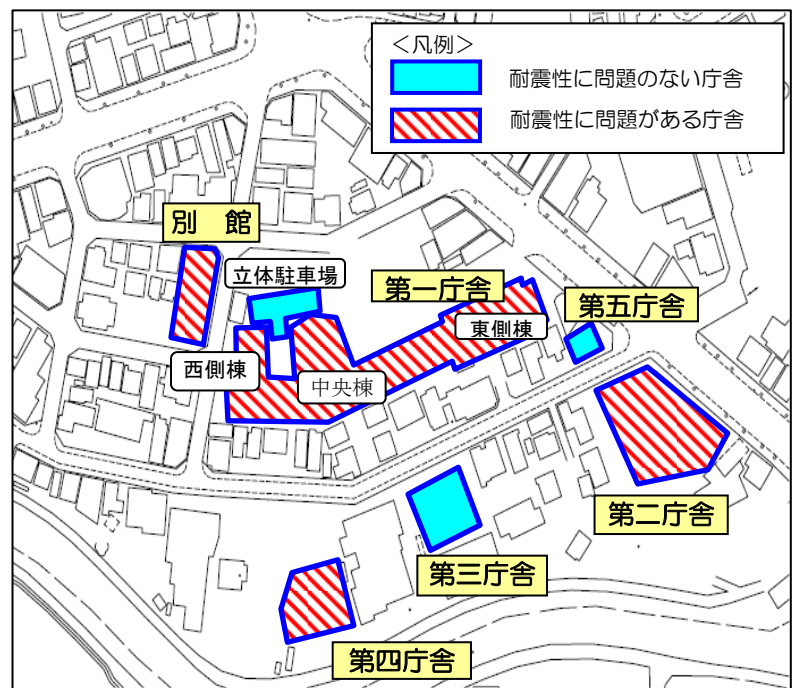 <凡例>
耐震性に問題のない庁舎
耐震性に問題がある庁舎
別 館
立体駐車場
第一庁舎
東側棟
第五庁舎
西側棟
中央棟
第二庁舎
第三庁舎
第四庁舎